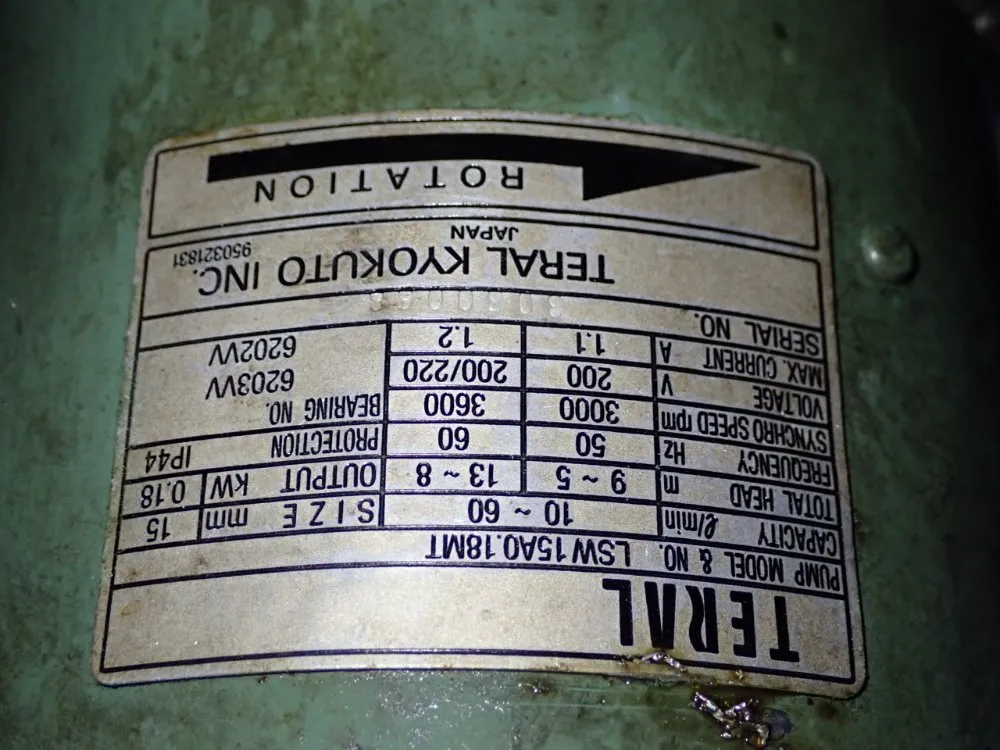 TERAL
PUMP MODEL & NO. LSW15A0.18MT
CAPACITY ℓ/min 10 ~ 60 SIZE mm 15
TOTAL HEAD m 9 ~ 5 13 ~ 8 OUTPUT kW 0.18
FREQUENCY Hz 50 60 PROTECTION IP44
SYNCHRO SPEED rpm 3000 3600 BEARING NO.
VOLTAGE V 200 200/220 6203VV
MAX. CURRENT A 1.1 1.2 6202VV
SERIAL NO.
TERAL KYOKUTO INC.
JAPAN 950321831
ROTATION